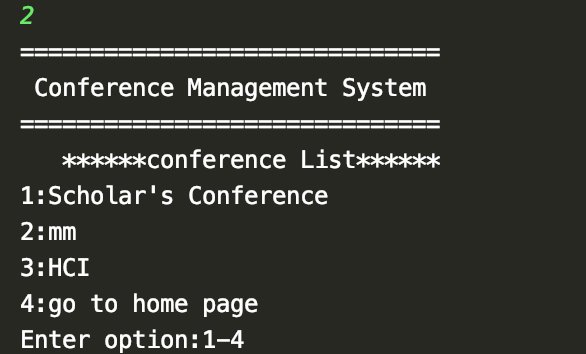 2
==============================
Conference Management System
==============================
******conference List******
1:Scholar's Conference
2:mm
3:HCI
4:go to home page
Enter option:1-4